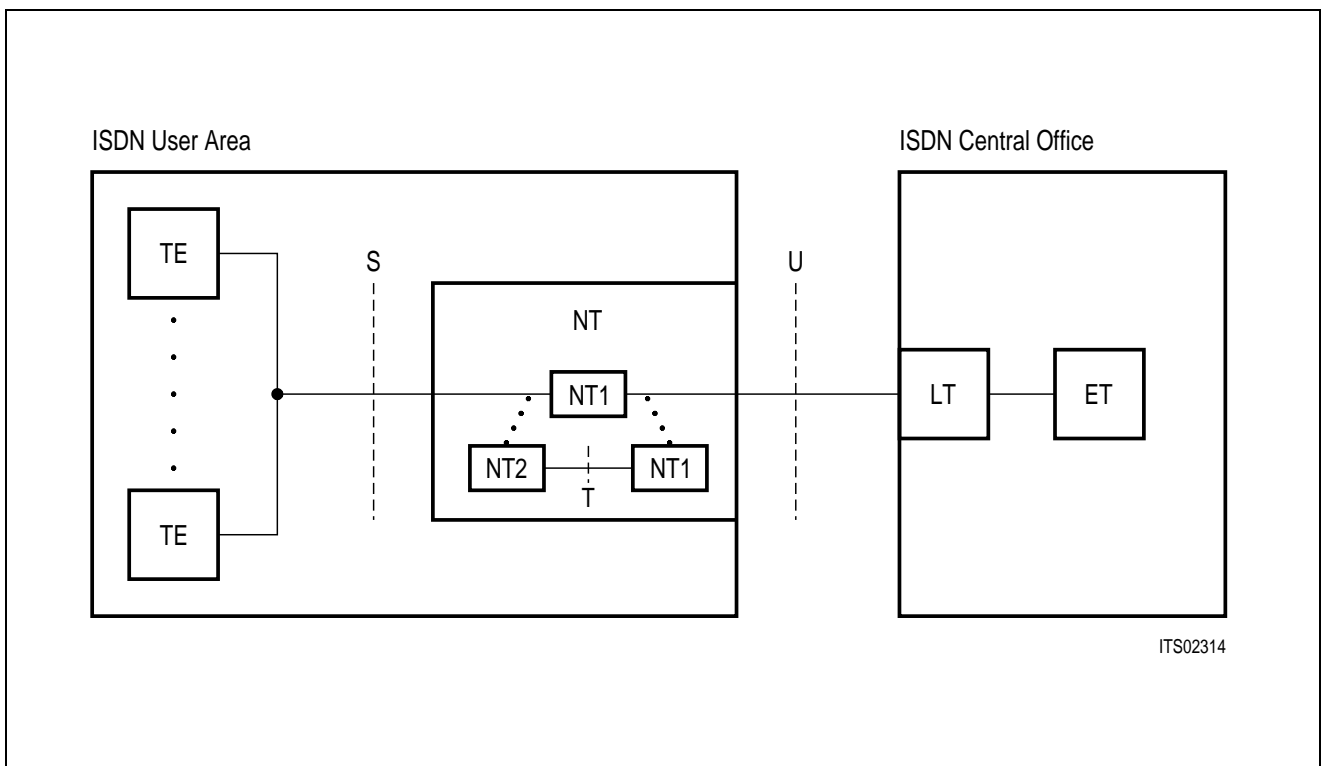 ISDN User Area
ISDN Central Office
TE
S
U
NT
NT1
LT
ET
NT2
NT1
T
TE
ITS02314